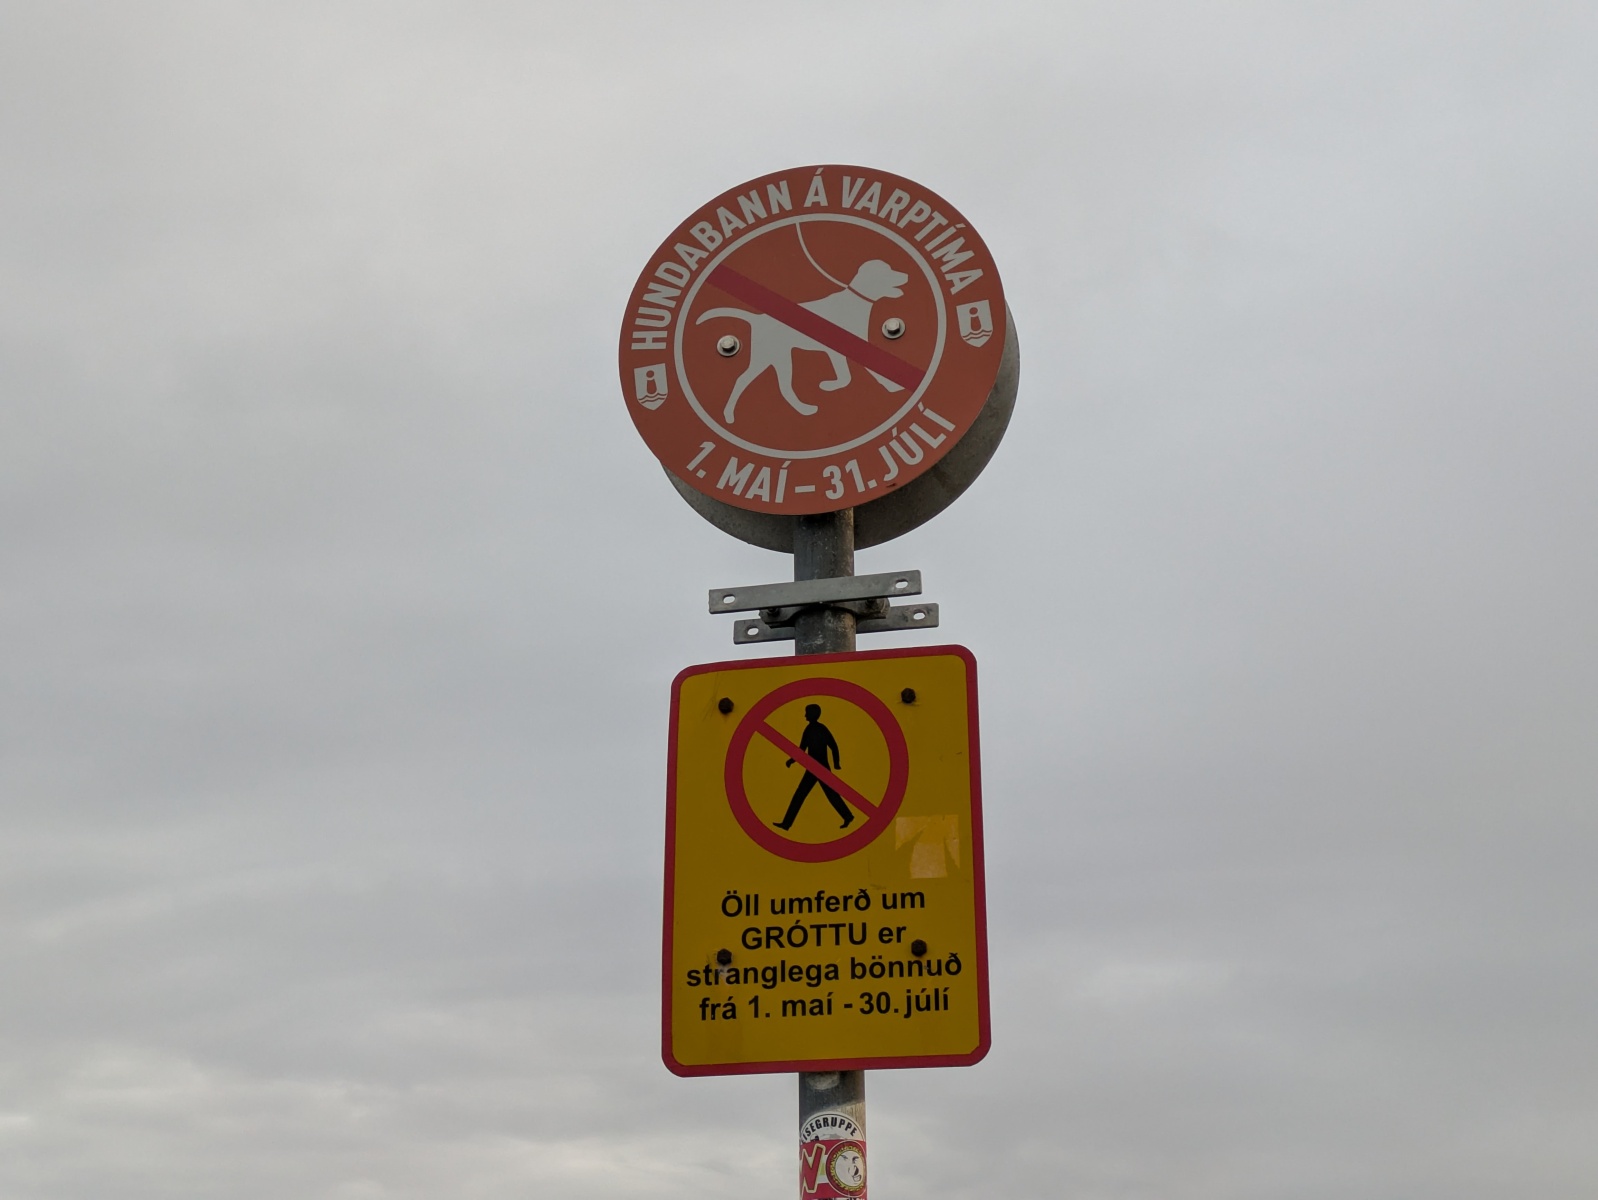 HUNDABANN Á VARPTÍMA
1. MAÍ – 31. JÚLÍ
Öll umferð um
GRÓTTU er
stranglega bönnuð
frá 1. maí - 30. júlí